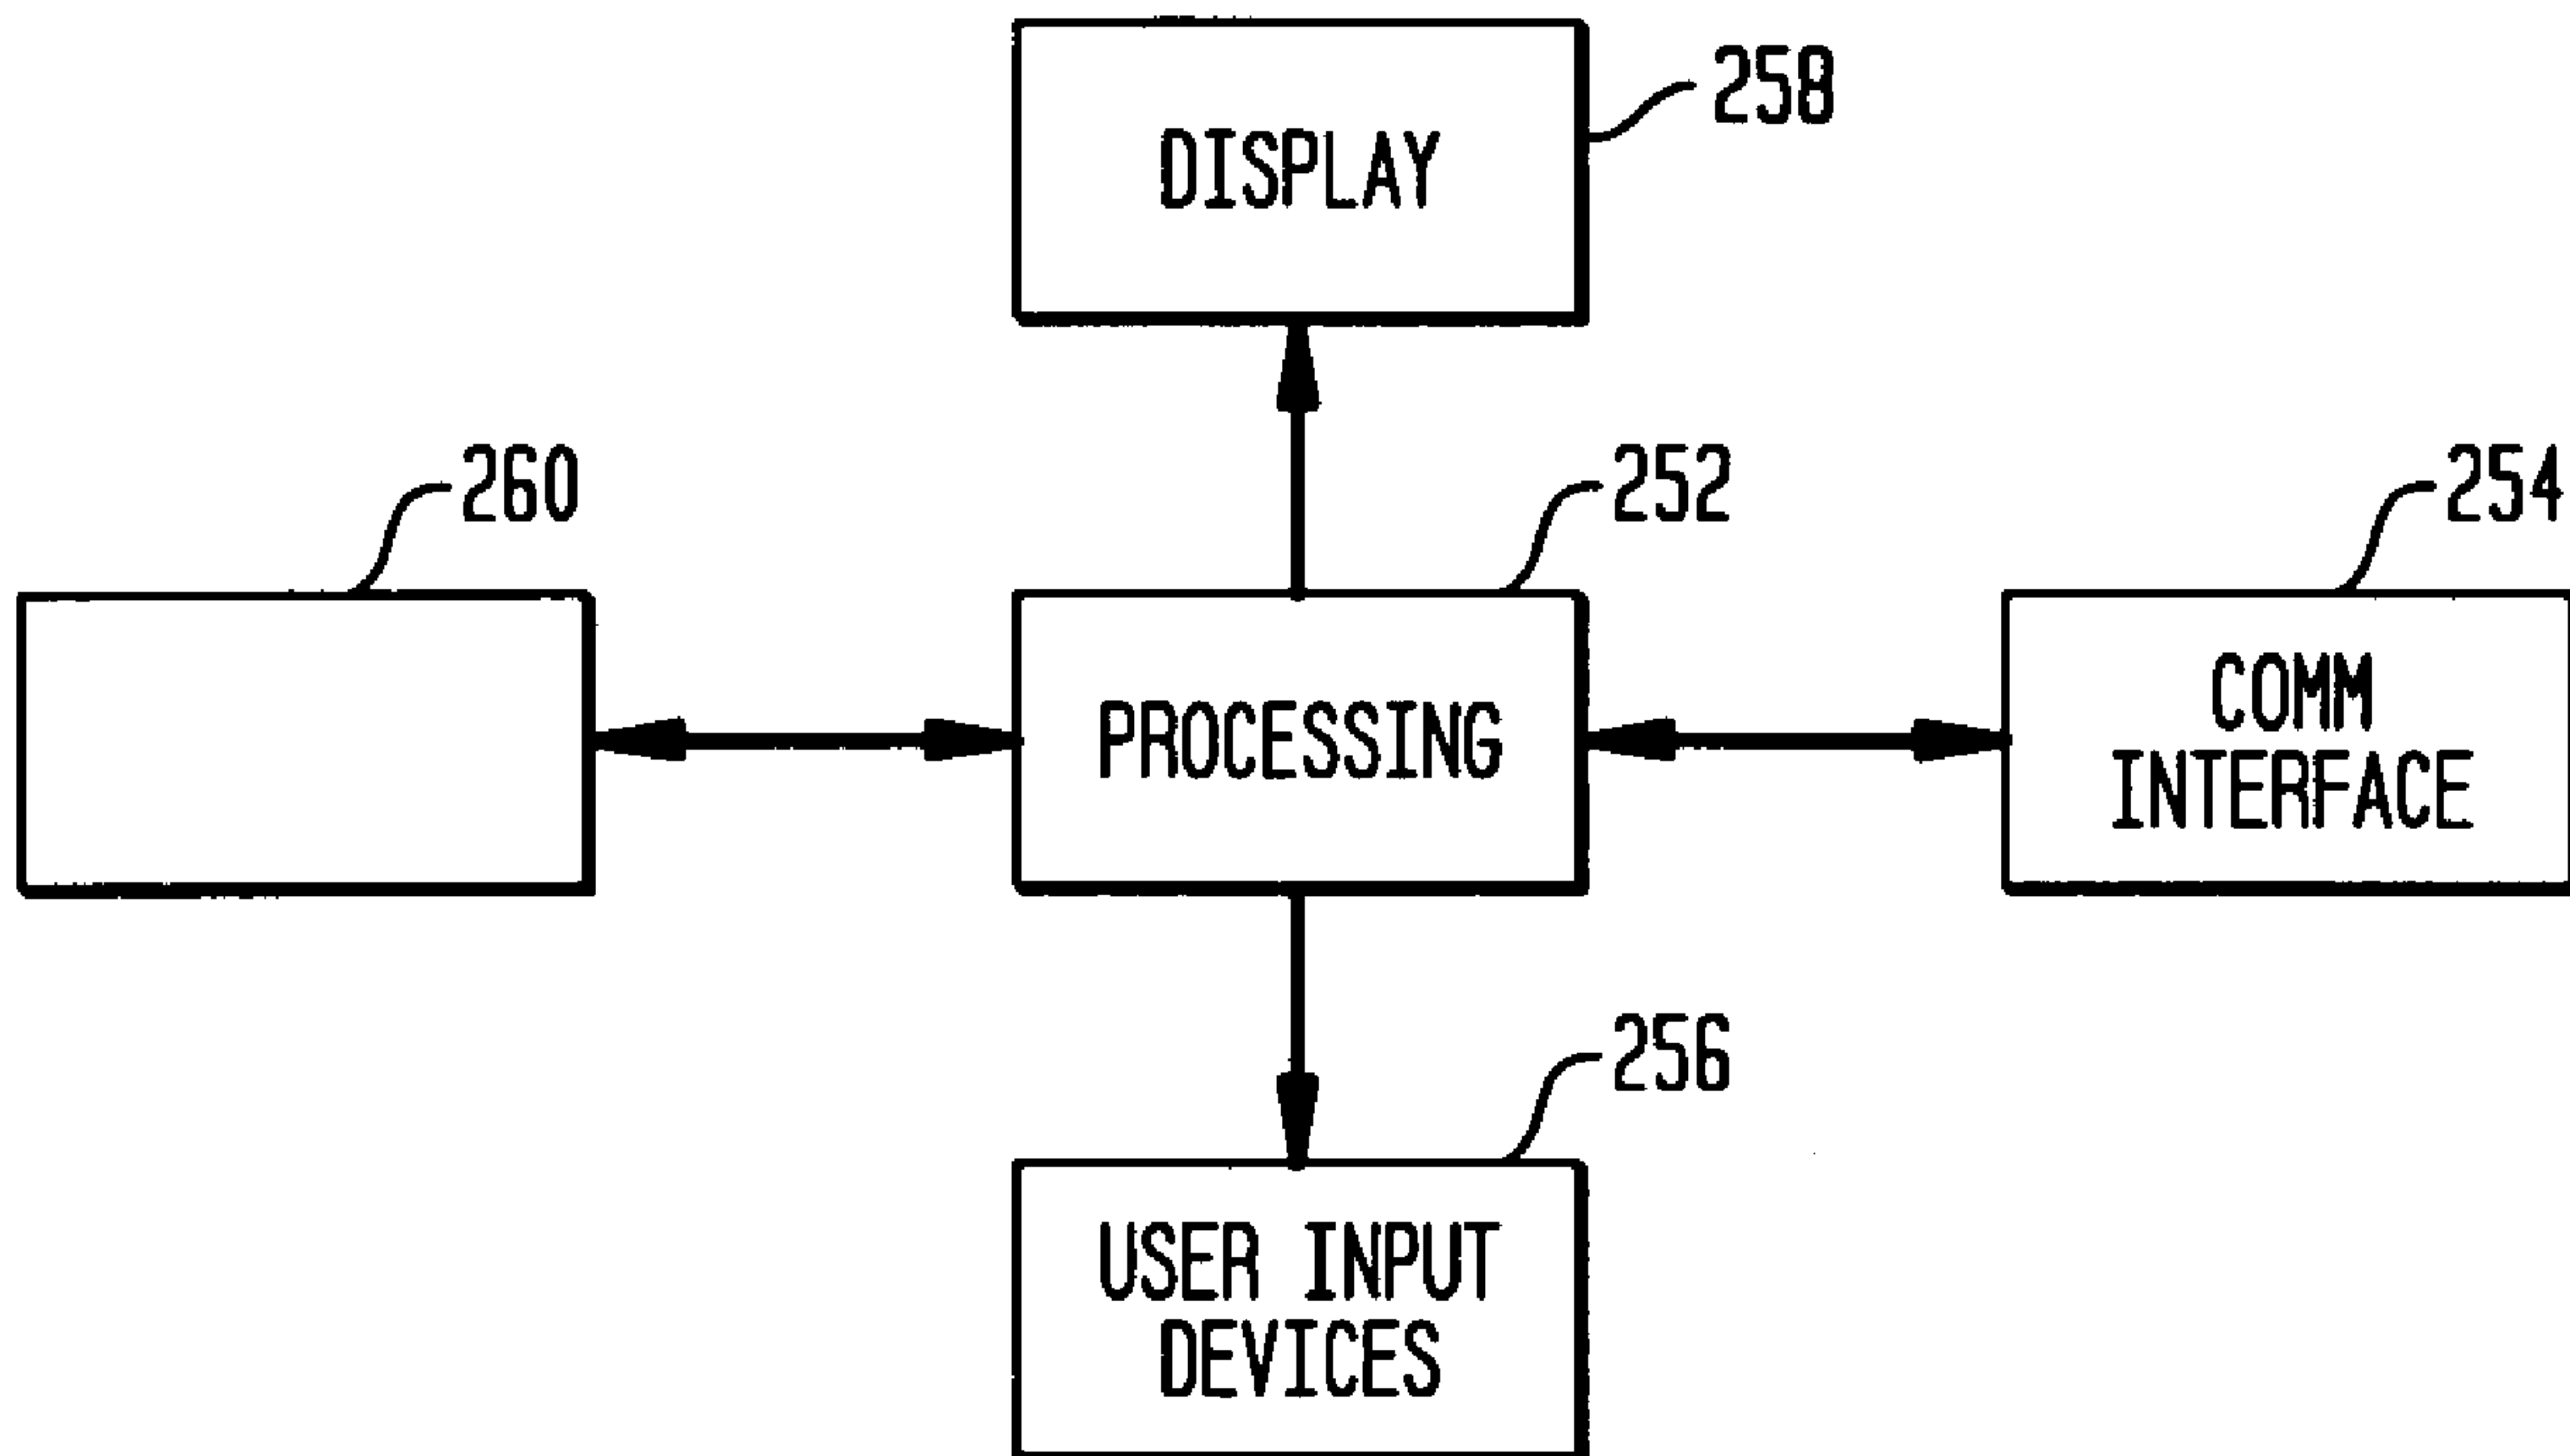 258
DISPLAY
260
252
254
PROCESSING
COMM
INTERFACE
256
USER INPUT
DEVICES